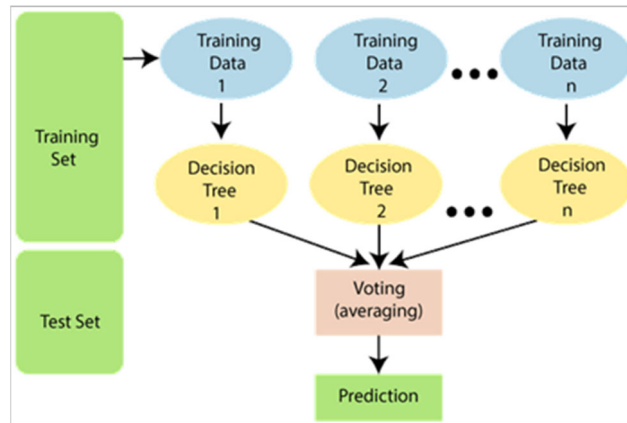 Training
Set
Test Set
Training
Data
1
Training
Data
2
Training
Data
n
Decision
Tree
1
Decision
Tree
2
Decision
Tree
n
Voting
(averaging)
Prediction